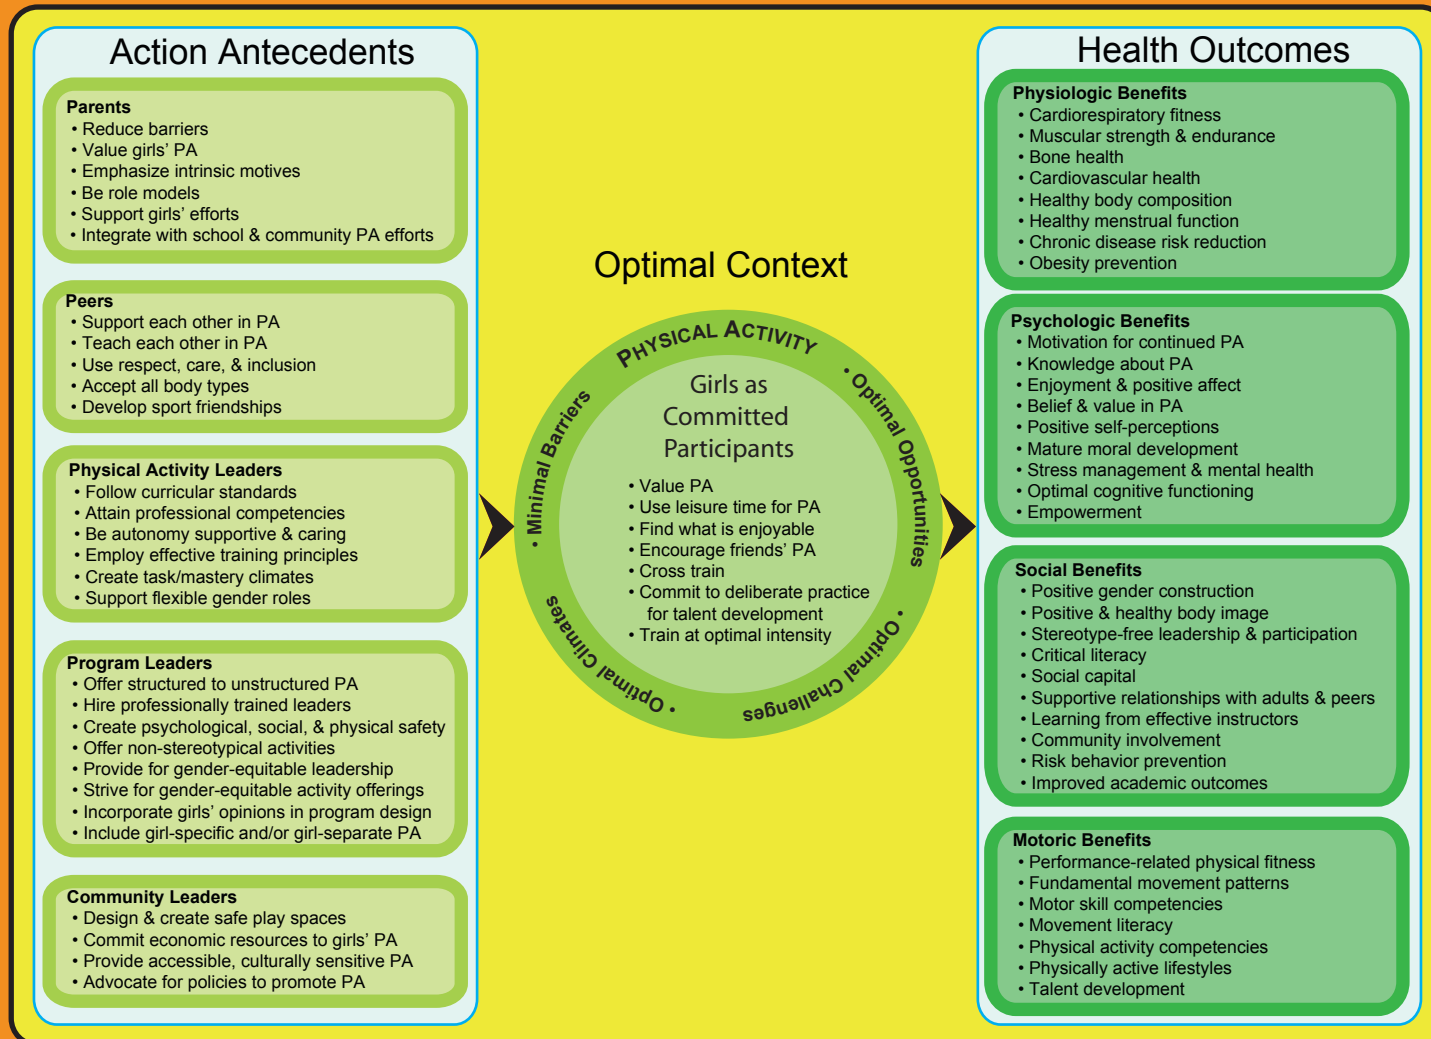 Action Antecedents
Parents
• Reduce barriers
• Value girls' PA
• Emphasize intrinsic motives
• Be role models
• Support girls' efforts
• Integrate with school & community PA efforts
Peers
• Support each other in PA
• Teach each other in PA
• Use respect, care, & inclusion
• Accept all body types
• Develop sport friendships
Physical Activity Leaders
• Follow curricular standards
• Attain professional competencies
• Be autonomy supportive & caring
• Employ effective training principles
• Create task/mastery climates
• Support flexible gender roles
Program Leaders
• Offer structured to unstructured PA
• Hire professionally trained leaders
• Create psychological, social, & physical safety
• Offer non-stereotypical activities
• Provide for gender-equitable leadership
• Strive for gender-equitable activity offerings
• Incorporate girls' opinions in program design
• Include girl-specific and/or girl-separate PA
Community Leaders
• Design & create safe play spaces
• Commit economic resources to girls' PA
• Provide accessible, culturally sensitive PA
• Advocate for policies to promote PA
Optimal Context
PHYSICAL ACTIVITY
• Optimal Opportunities
• Optimal Challenges
• Optimal Climates
• Minimal Barriers
Girls as
Committed
Participants
• Value PA
• Use leisure time for PA
• Find what is enjoyable
• Encourage friends' PA
• Cross train
• Commit to deliberate practice
for talent development
• Train at optimal intensity
Health Outcomes
Physiologic Benefits
• Cardiorespiratory fitness
• Muscular strength & endurance
• Bone health
• Cardiovascular health
• Healthy body composition
• Healthy menstrual function
• Chronic disease risk reduction
• Obesity prevention
Psychologic Benefits
• Motivation for continued PA
• Knowledge about PA
• Enjoyment & positive affect
• Belief & value in PA
• Positive self-perceptions
• Mature moral development
• Stress management & mental health
• Optimal cognitive functioning
• Empowerment
Social Benefits
• Positive gender construction
• Positive & healthy body image
• Stereotype-free leadership & participation
• Critical literacy
• Social capital
• Supportive relationships with adults & peers
• Learning from effective instructors
• Community involvement
• Risk behavior prevention
• Improved academic outcomes
Motoric Benefits
• Performance-related physical fitness
• Fundamental movement patterns
• Motor skill competencies
• Movement literacy
• Physical activity competencies
• Physically active lifestyles
• Talent development